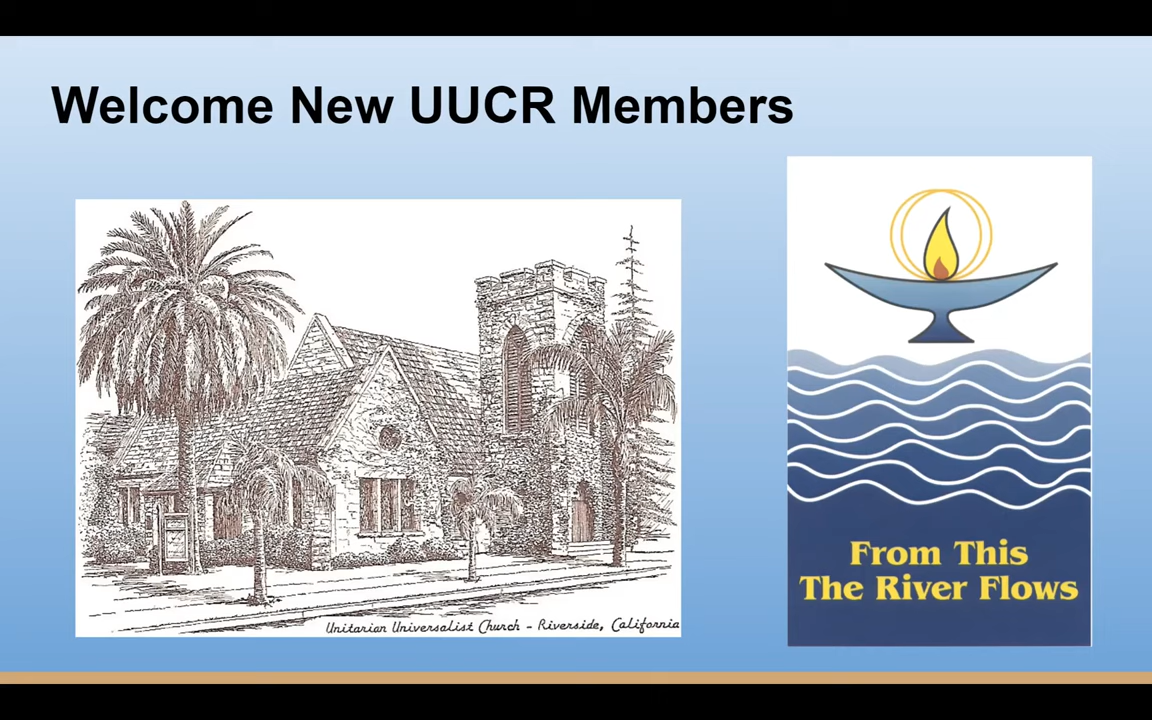 Welcome New UUCR Members
Unitarian Universalist Church - Riverside, California
From This
The River Flows